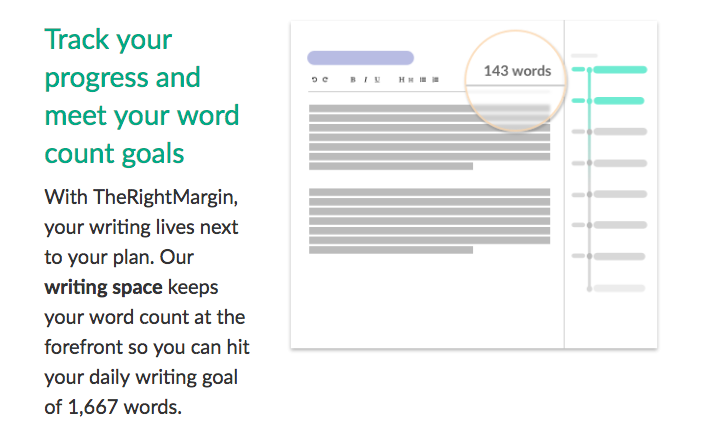 Track your
progress and
meet your word
count goals
With TheRightMargin,
your writing lives next
to your plan. Our
writing space keeps
your word count at the
forefront so you can hit
your daily writing goal
of 1,667 words.
143 words
B I U H